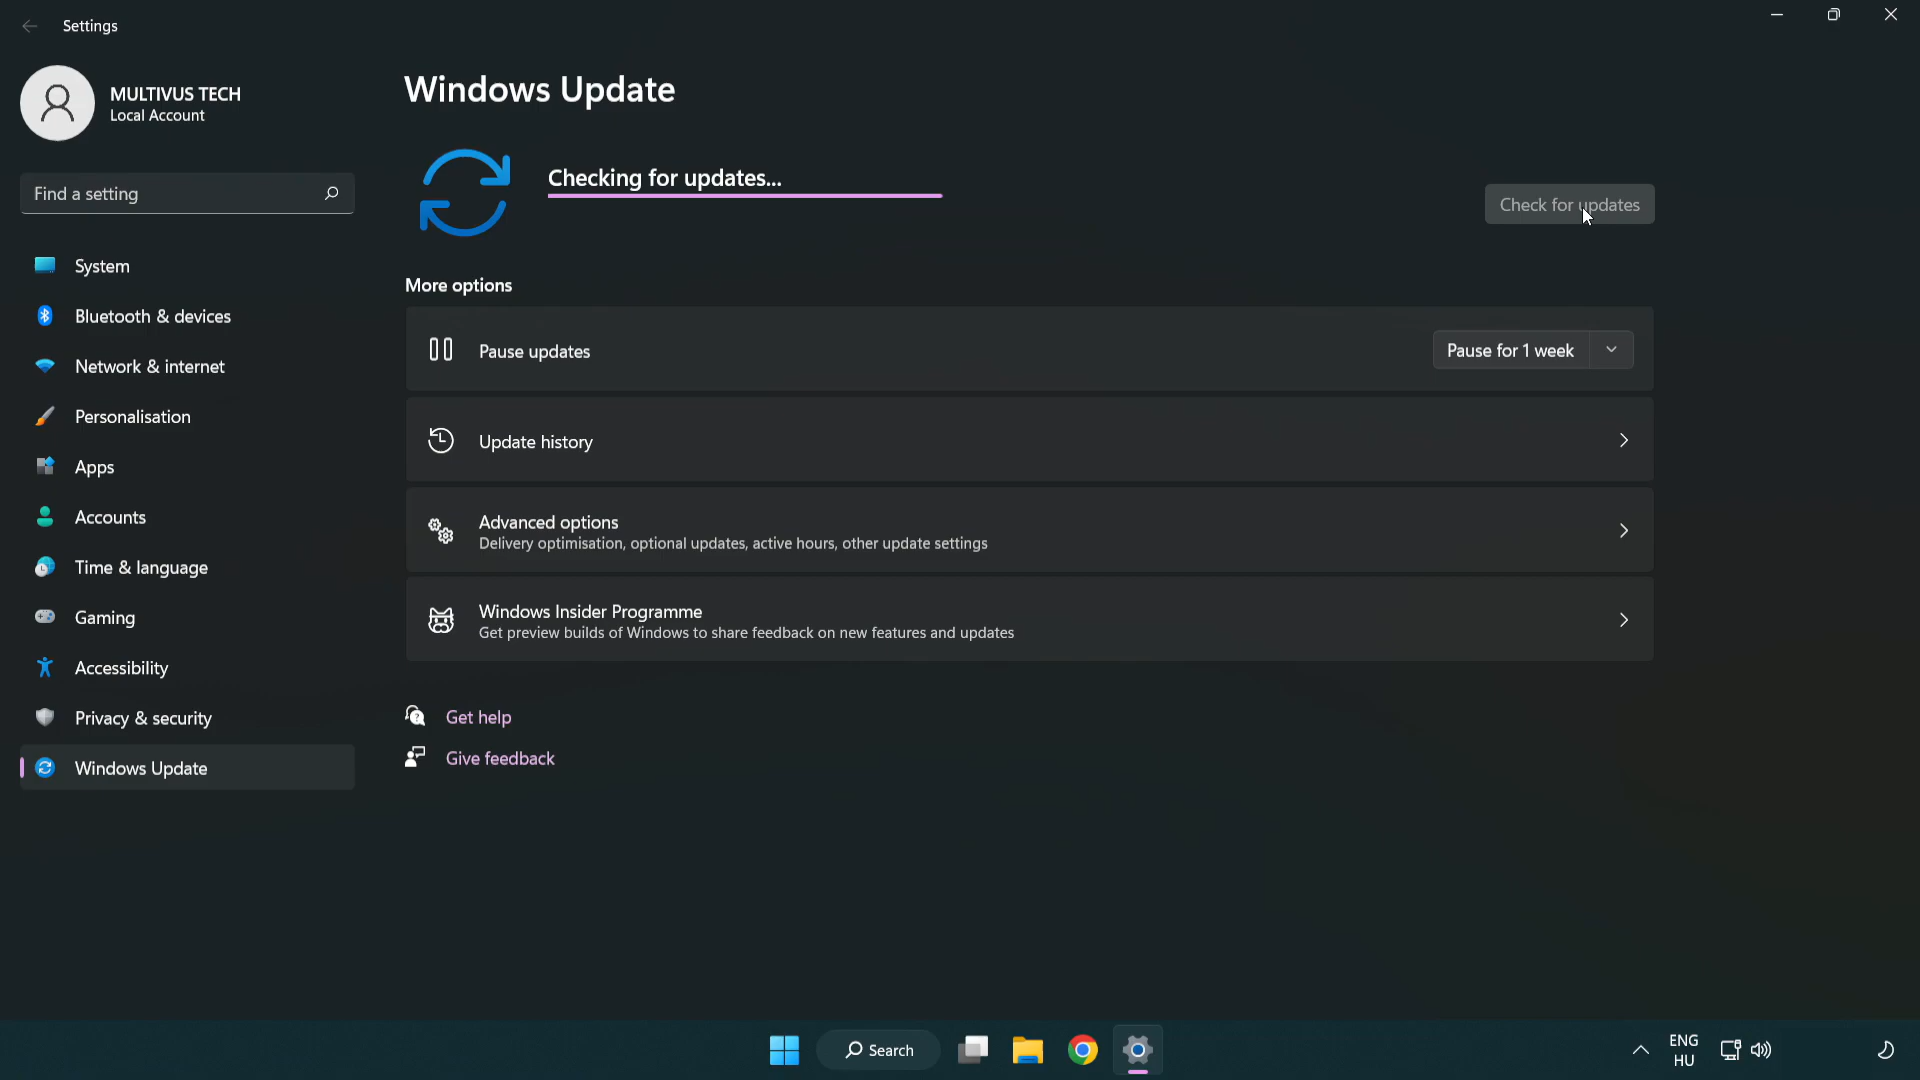 Settings
MULTIVUS TECH
Local Account
Find a setting
System
Bluetooth & devices
Network & internet
Personalisation
Apps
Accounts
Time & language
Gaming
Accessibility
Privacy & security
Windows Update
Windows Update
Checking for updates...
Check for updates
More options
Pause updates
Pause for 1 week
Update history
Advanced options
Delivery optimisation, optional updates, active hours, other update settings
Windows Insider Programme
Get preview builds of Windows to share feedback on new features and updates
Get help
Give feedback
Search
ENG
HU